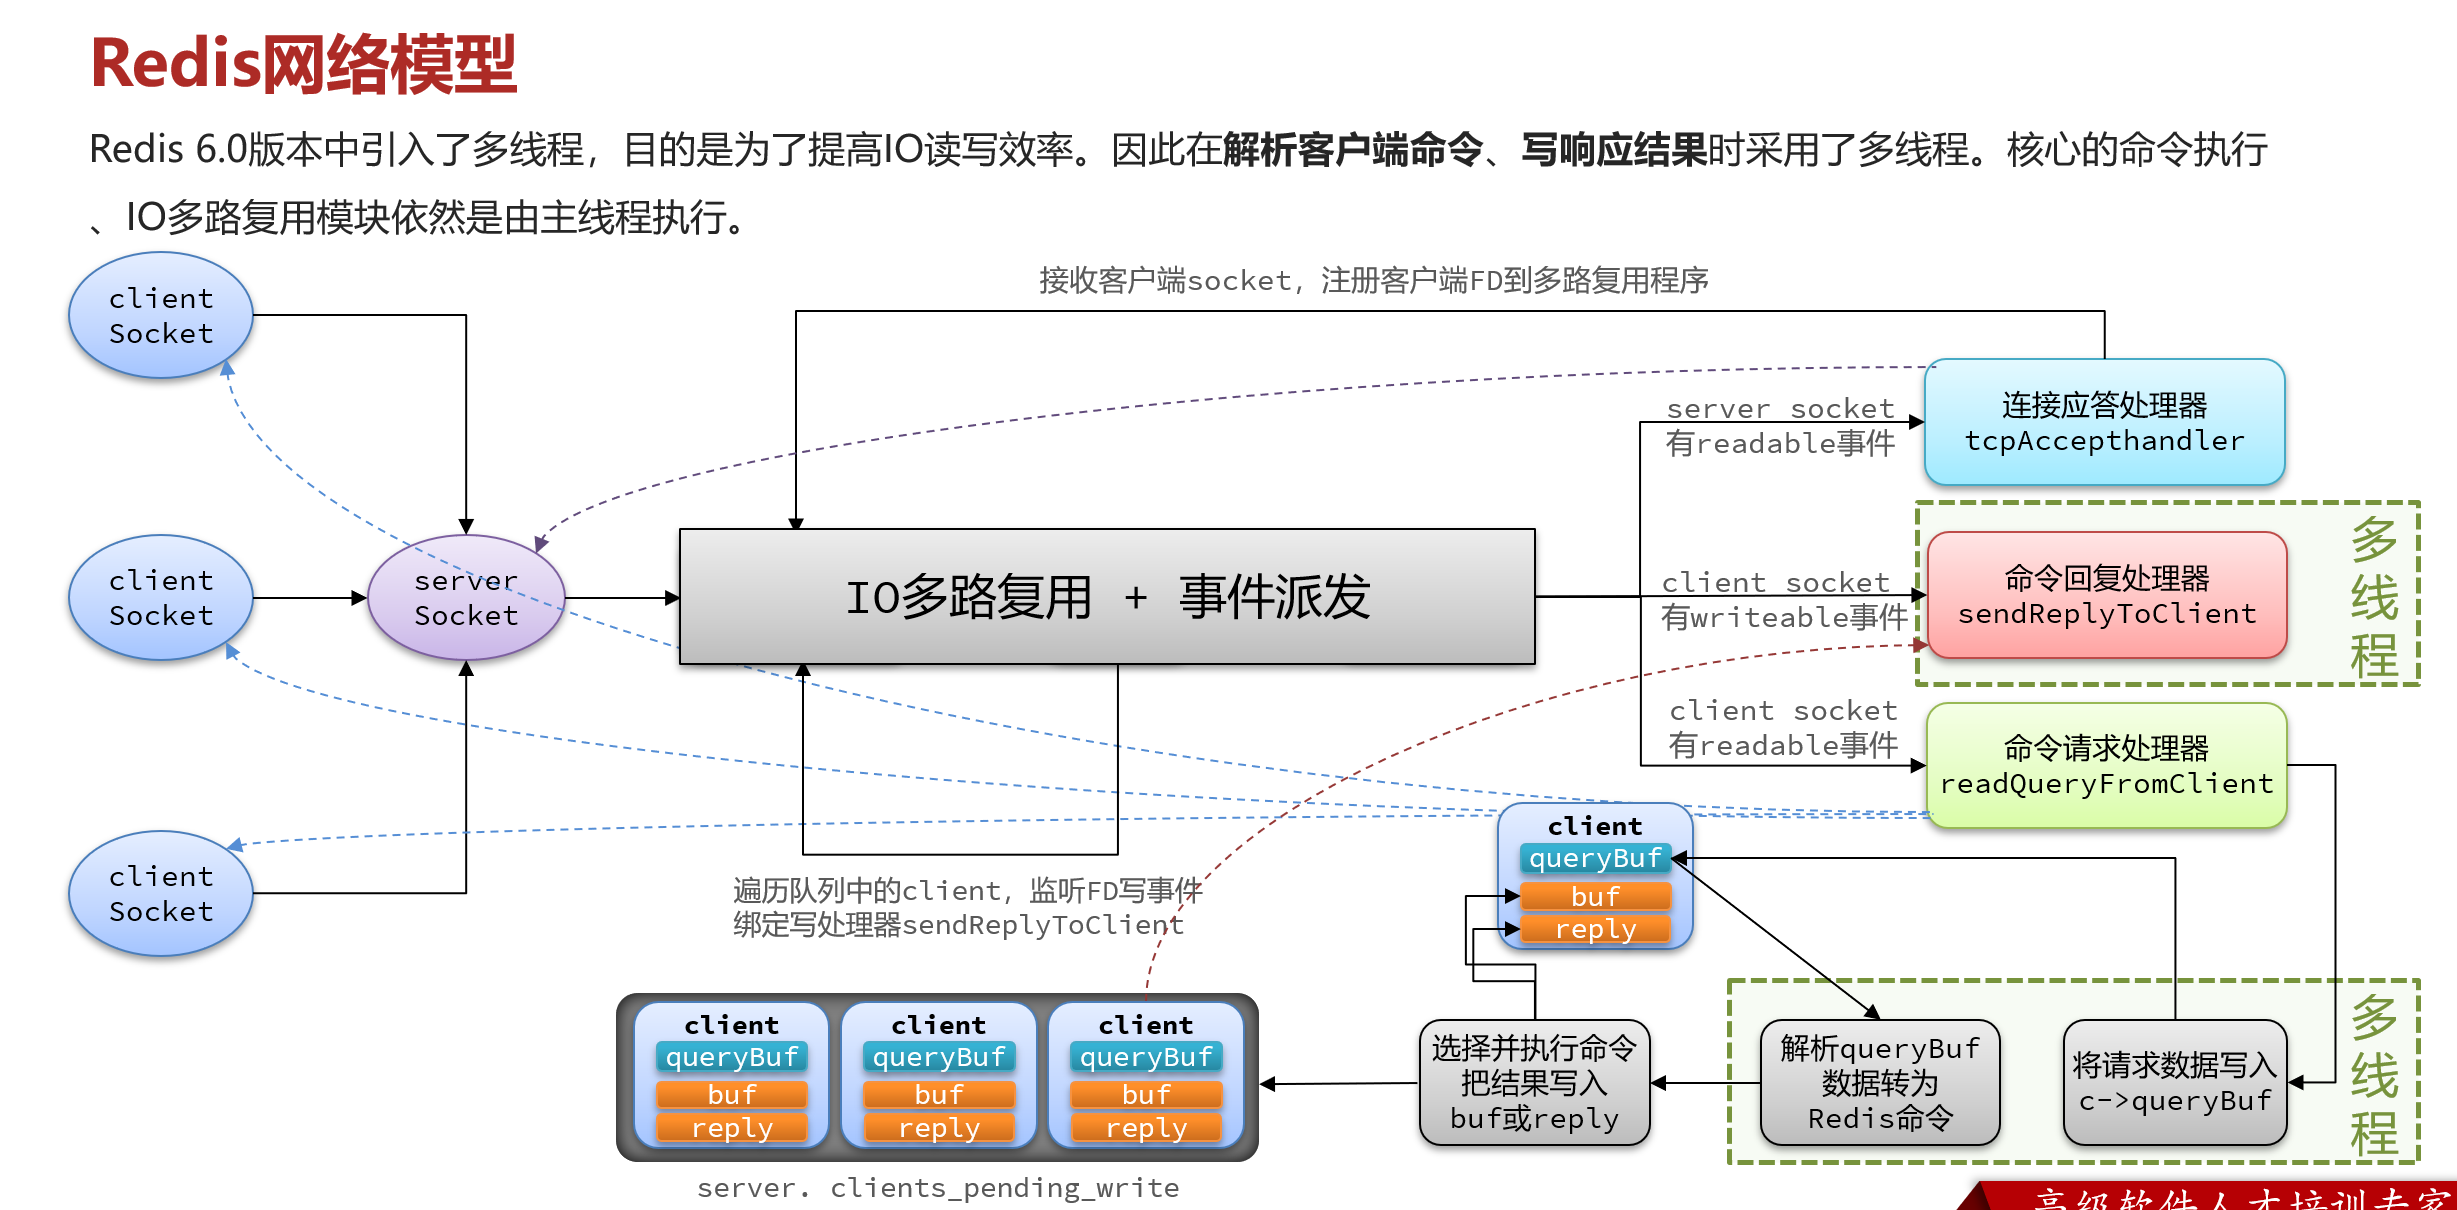 Redis网络模型
Redis 6.0版本中引入了多线程，目的是为了提高IO读写效率。因此在解析客户端命令、写响应结果时采用了多线程。核心的命令执行
、IO多路复用模块依然是由主线程执行。
接收客户端socket，注册客户端FD到多路复用程序
client
Socket
连接应答处理器
tcpAccepthandler
server socket
有readable事件
client
Socket
server
Socket
IO多路复用 + 事件派发
client socket
有writeable事件
命令回复处理器
sendReplyToClient
多
线
程
client socket
有readable事件
命令请求处理器
readQueryFromClient
client
Socket
遍历队列中的client，监听FD写事件
绑定写处理器sendReplyToClient
client
queryBuf
buf
reply
client
queryBuf
buf
reply
client
queryBuf
buf
reply
client
queryBuf
buf
reply
server. clients_pending_write
选择并执行命令
把结果写入
buf或reply
解析queryBuf
数据转为
Redis命令
将请求数据写入
c->queryBuf
多
线
程
高级软件人才培训专家